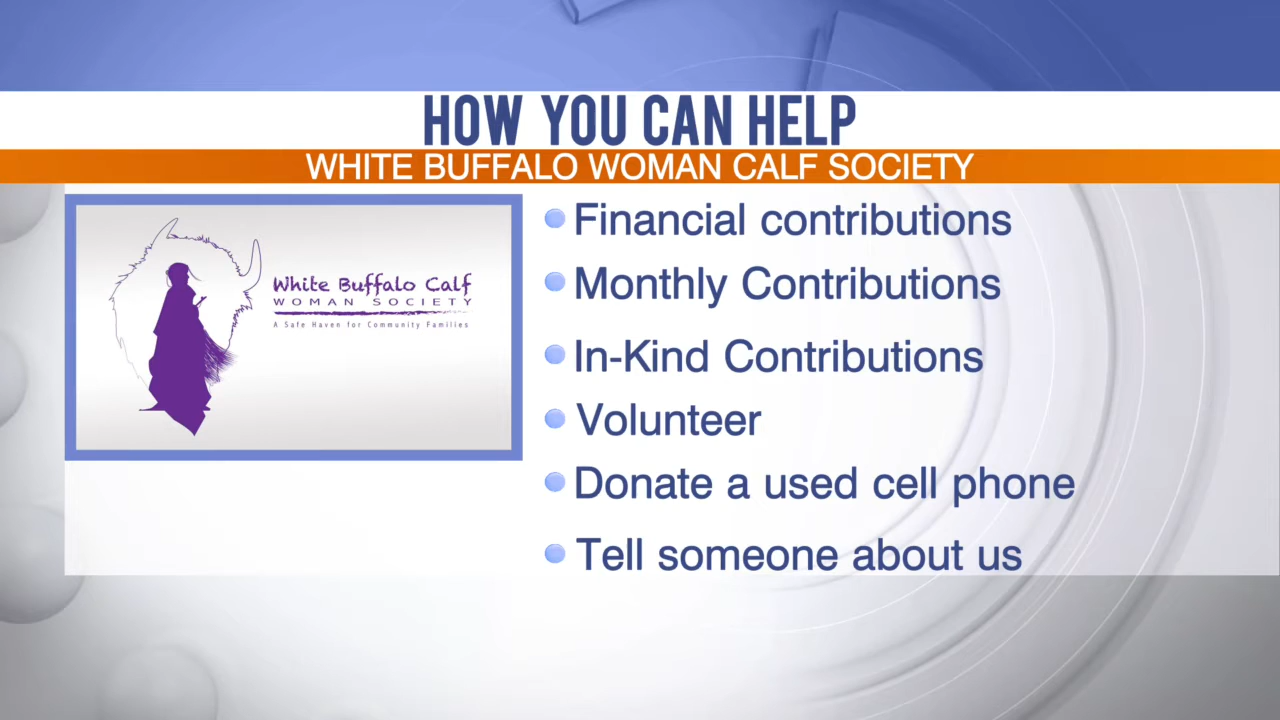 HOW YOU CAN HELP
WHITE BUFFALO WOMAN CALF SOCIETY
White Buffalo Calf
WOMAN SOCIETY
A Safe Haven for Community Families
Financial contributions
Monthly Contributions
In-Kind Contributions
Volunteer
Donate a used cell phone
Tell someone about us